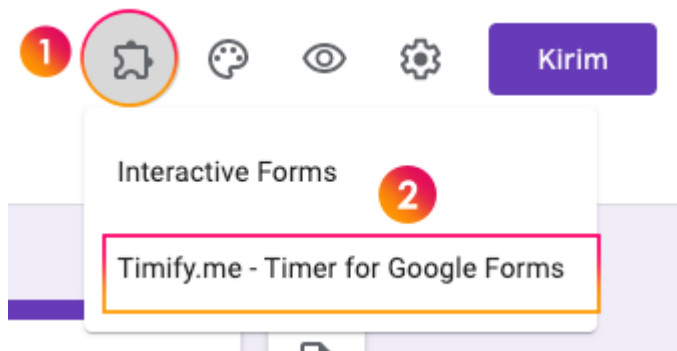 1
Kirim
Interactive Forms
2
Timify.me - Timer for Google Forms